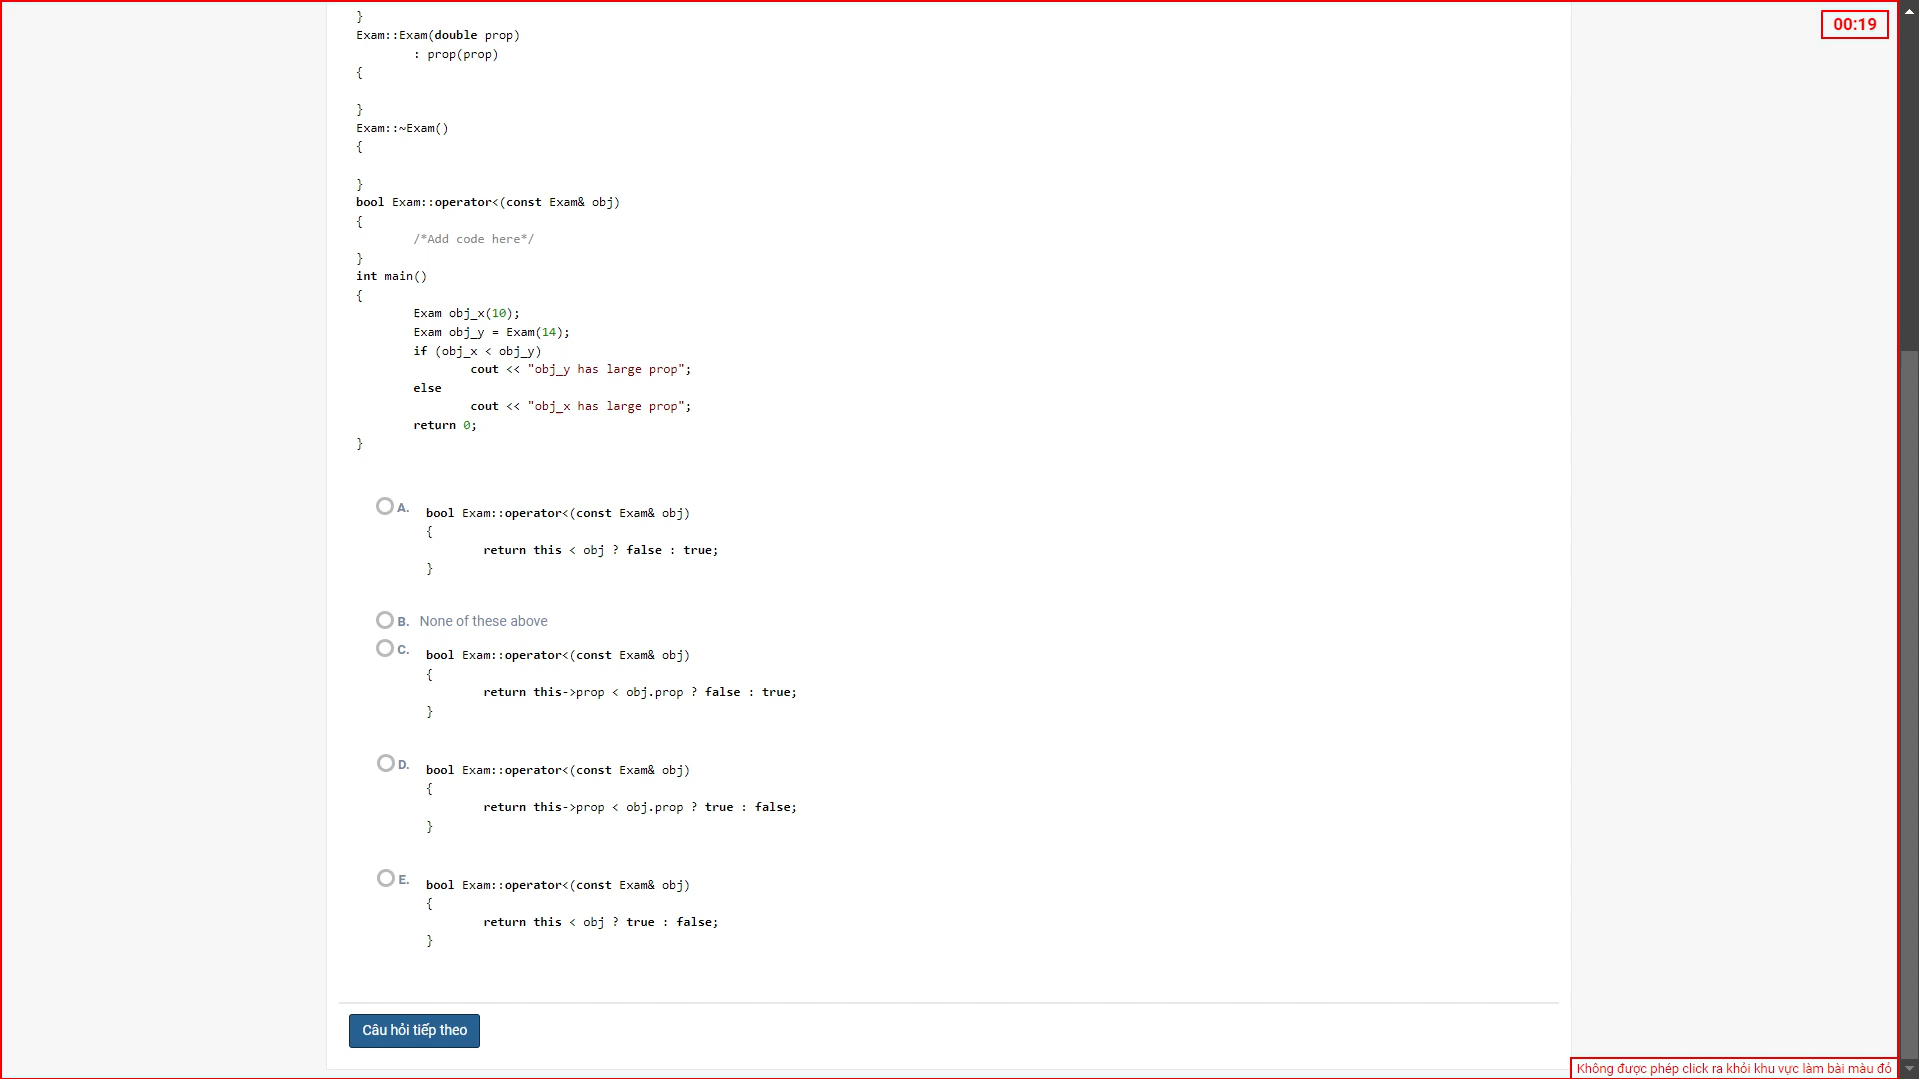 00:19
}
Exam::Exam(double prop)
: prop(prop)
{
}
Exam::~Exam()
{
}
bool Exam::operator<(const Exam& obj)
{
/*Add code here*/
}
int main()
{
Exam obj_x(10);
Exam obj_y = Exam(14);
if (obj_x < obj_y)
cout << "obj_y has large prop";
else
cout << "obj_x has large prop";
return 0;
}
A. bool Exam::operator<(const Exam& obj)
{
return this < obj ? false : true;
}
B. None of these above
C. bool Exam::operator<(const Exam& obj)
{
return this->prop < obj.prop ? false : true;
}
D. bool Exam::operator<(const Exam& obj)
{
return this->prop < obj.prop ? true : false;
}
E. bool Exam::operator<(const Exam& obj)
{
return this < obj ? true : false;
}
Câu hỏi tiếp theo
Không được phép click ra khỏi khu vực làm bài màu đỏ